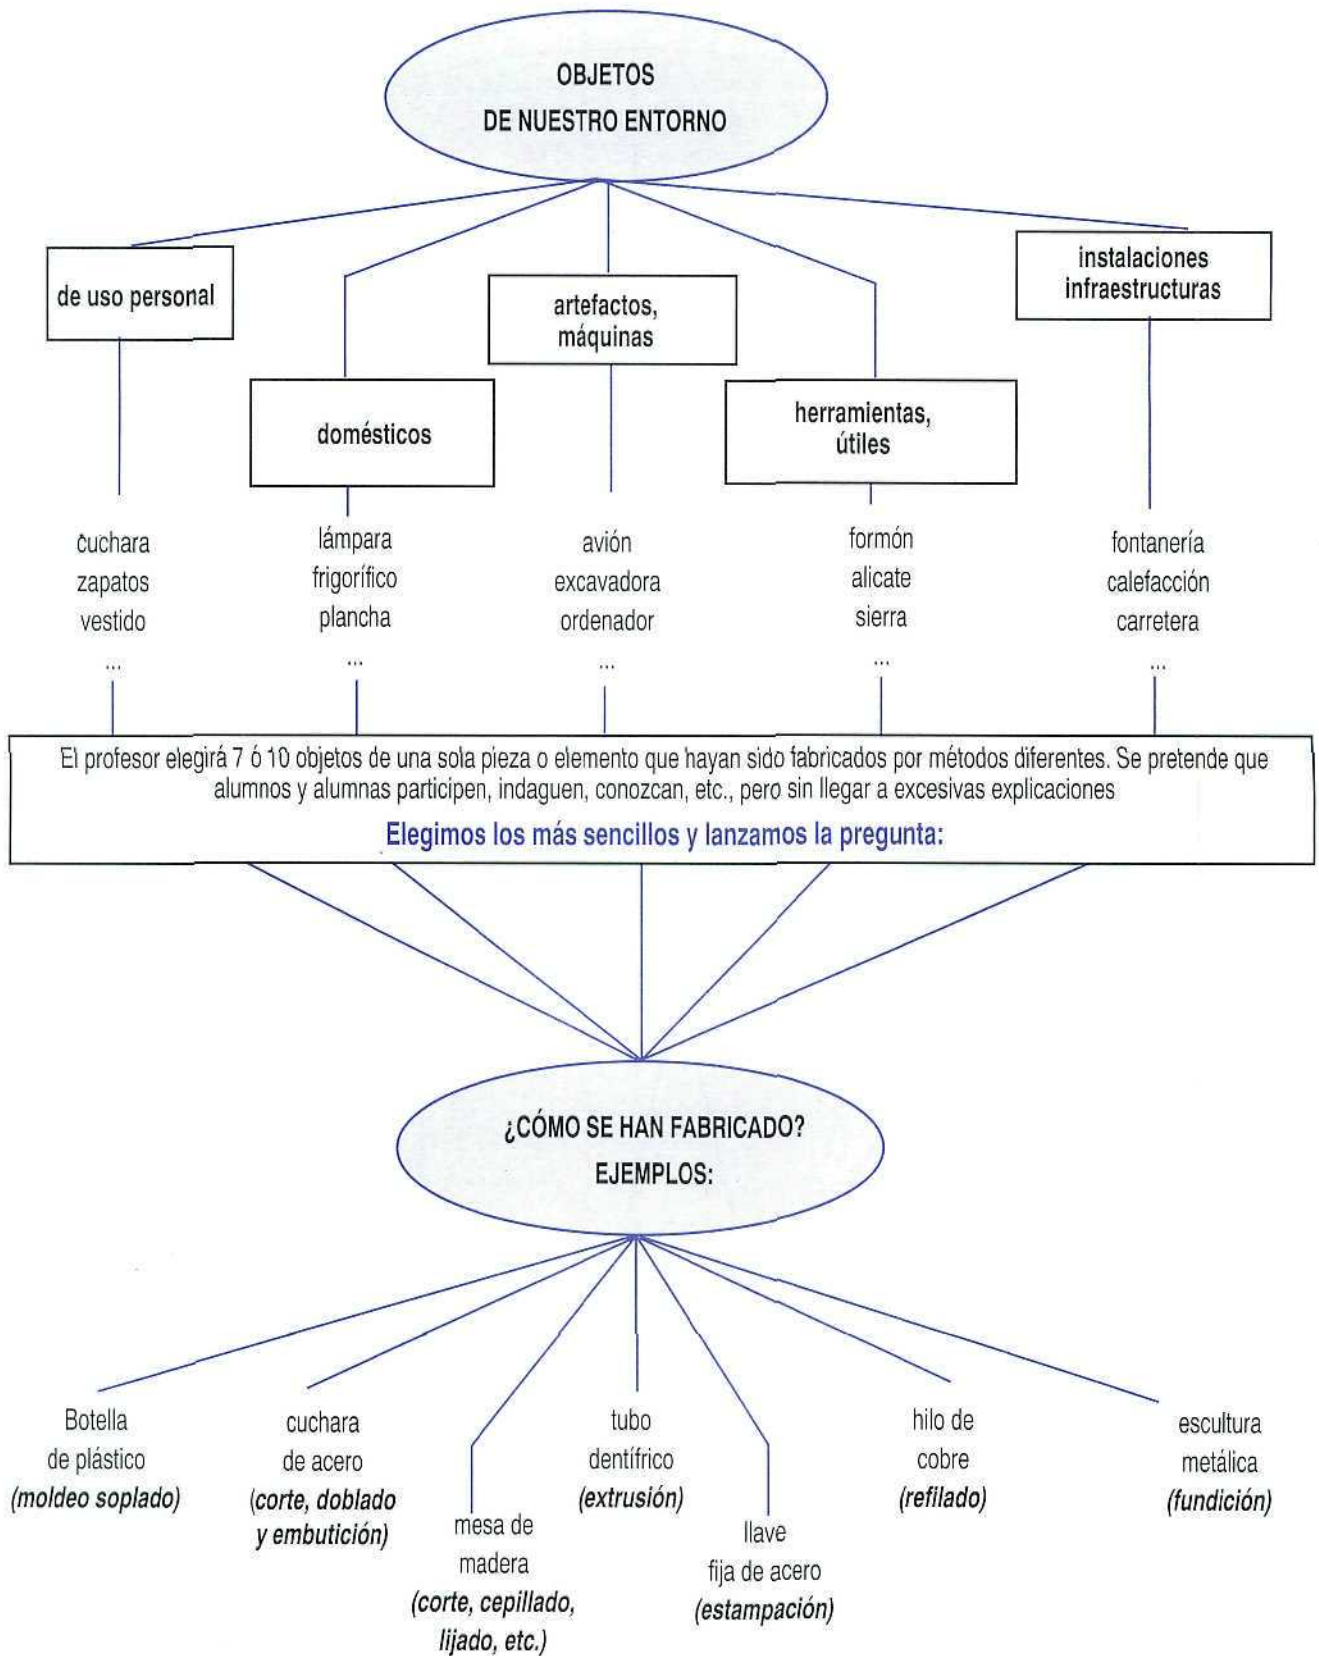 OBJETOS
DE NUESTRO ENTORNO
de uso personal
domésticos
artefactos,
máquinas
herramientas,
útiles
instalaciones
infraestructuras
cuchara
zapatos
vestido
...
lámpara
frigorífico
plancha
...
avión
excavadora
ordenador
...
formón
alicate
sierra
...
fontanería
calefacción
carretera
...
El profesor elegirá 7 ó 10 objetos de una sola pieza o elemento que hayan sido fabricados por métodos diferentes. Se pretende que
alumnos y alumnas participen, indaguen, conozcan, etc., pero sin llegar a excesivas explicaciones
Elegimos los más sencillos y lanzamos la pregunta:
¿CÓMO SE HAN FABRICADO?
EJEMPLOS:
Botella
de plástico
(moldeo soplado)
cuchara
de acero
(corte, doblado
y embutición)
mesa de
madera
(corte, cepillado,
lijado, etc.)
tubo
dentífrico
(extrusión)
llave
fija de acero
(estampación)
hilo de
cobre
(refilado)
escultura
metálica
(fundición)